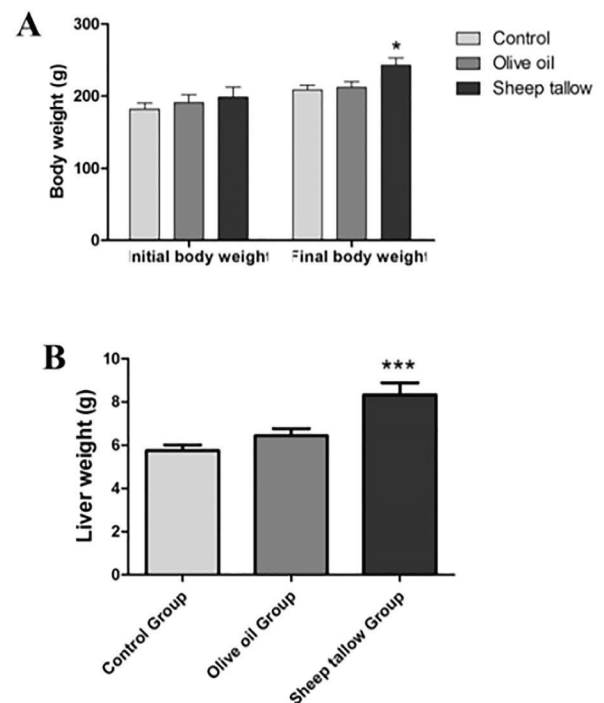 A
300
200
100
0
Body weight (g)
*
Control
Olive oil
Sheep tallow
nitial body weight
Final body weight
B
10
8
6
4
2
0
Liver weight (g)
***
Control Group
Olive oil Group
Sheep tallow Group